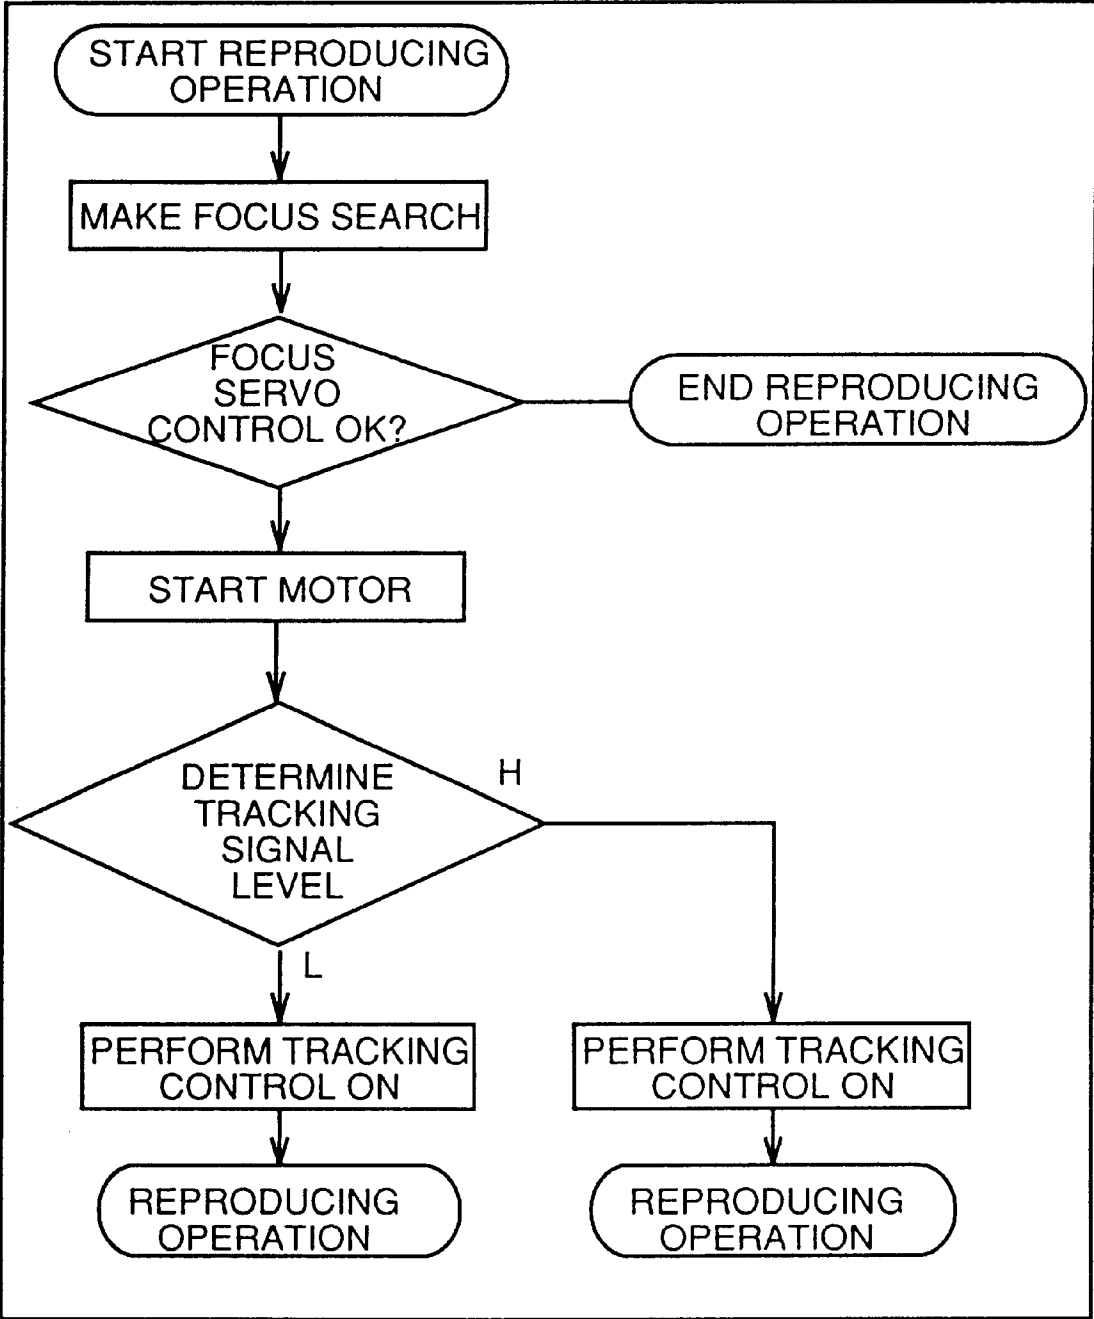 START REPRODUCING
OPERATION
MAKE FOCUS SEARCH
FOCUS
SERVO
CONTROL OK?
END REPRODUCING
OPERATION
START MOTOR
DETERMINE
TRACKING
SIGNAL
LEVEL
H
L
PERFORM TRACKING
CONTROL ON
PERFORM TRACKING
CONTROL ON
REPRODUCING
OPERATION
REPRODUCING
OPERATION